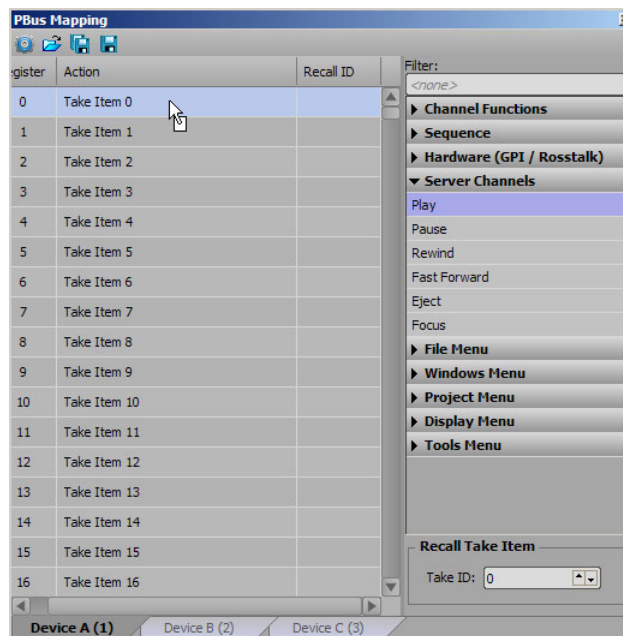 PBus Mapping
gister Action Recall ID
0 Take Item 0
1 Take Item 1
2 Take Item 2
3 Take Item 3
4 Take Item 4
5 Take Item 5
6 Take Item 6
7 Take Item 7
8 Take Item 8
9 Take Item 9
10 Take Item 10
11 Take Item 11
12 Take Item 12
13 Take Item 13
14 Take Item 14
15 Take Item 15
16 Take Item 16
Device A (1) Device B (2) Device C (3)
Filter:
<none>
Channel Functions
Sequence
Hardware (GPI / Rosstalk)
Server Channels
Play
Pause
Rewind
Fast Forward
Eject
Focus
File Menu
Windows Menu
Project Menu
Display Menu
Tools Menu
Recall Take Item
Take ID: 0